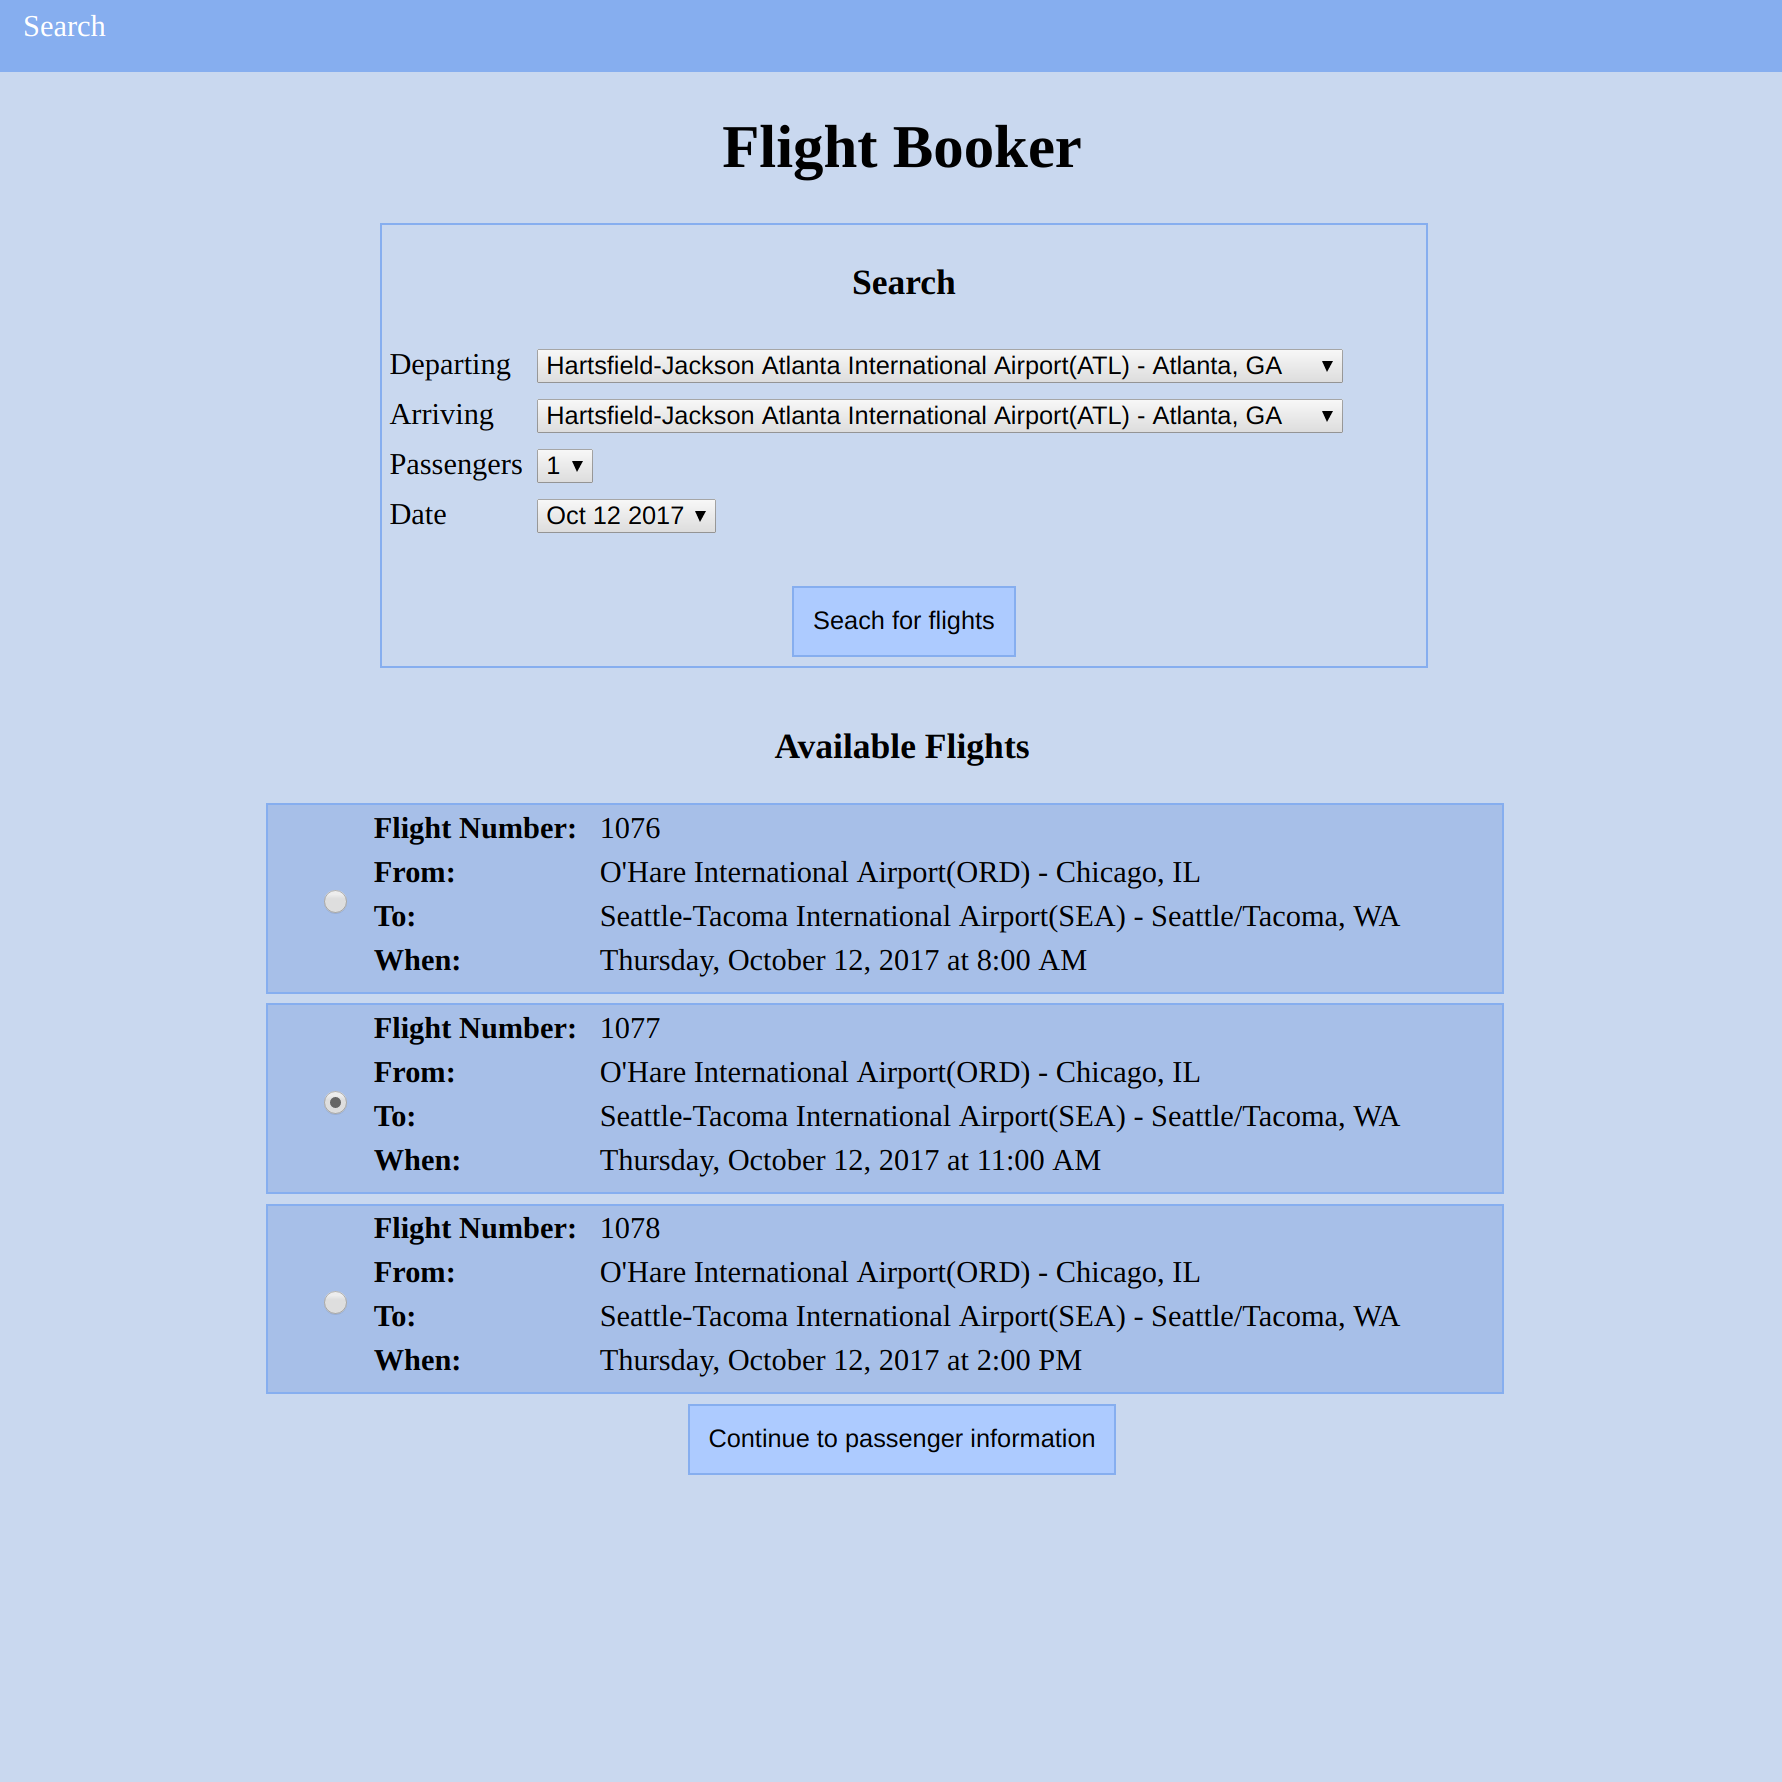 Search
Flight Booker
Search
Departing Hartsfield-Jackson Atlanta International Airport(ATL) - Atlanta, GA
Arriving Hartsfield-Jackson Atlanta International Airport(ATL) - Atlanta, GA
Passengers 1
Date Oct 12 2017
Seach for flights
Available Flights
Flight Number: 1076
From: O'Hare International Airport(ORD) - Chicago, IL
To: Seattle-Tacoma International Airport(SEA) - Seattle/Tacoma, WA
When: Thursday, October 12, 2017 at 8:00 AM
Flight Number: 1077
From: O'Hare International Airport(ORD) - Chicago, IL
To: Seattle-Tacoma International Airport(SEA) - Seattle/Tacoma, WA
When: Thursday, October 12, 2017 at 11:00 AM
Flight Number: 1078
From: O'Hare International Airport(ORD) - Chicago, IL
To: Seattle-Tacoma International Airport(SEA) - Seattle/Tacoma, WA
When: Thursday, October 12, 2017 at 2:00 PM
Continue to passenger information